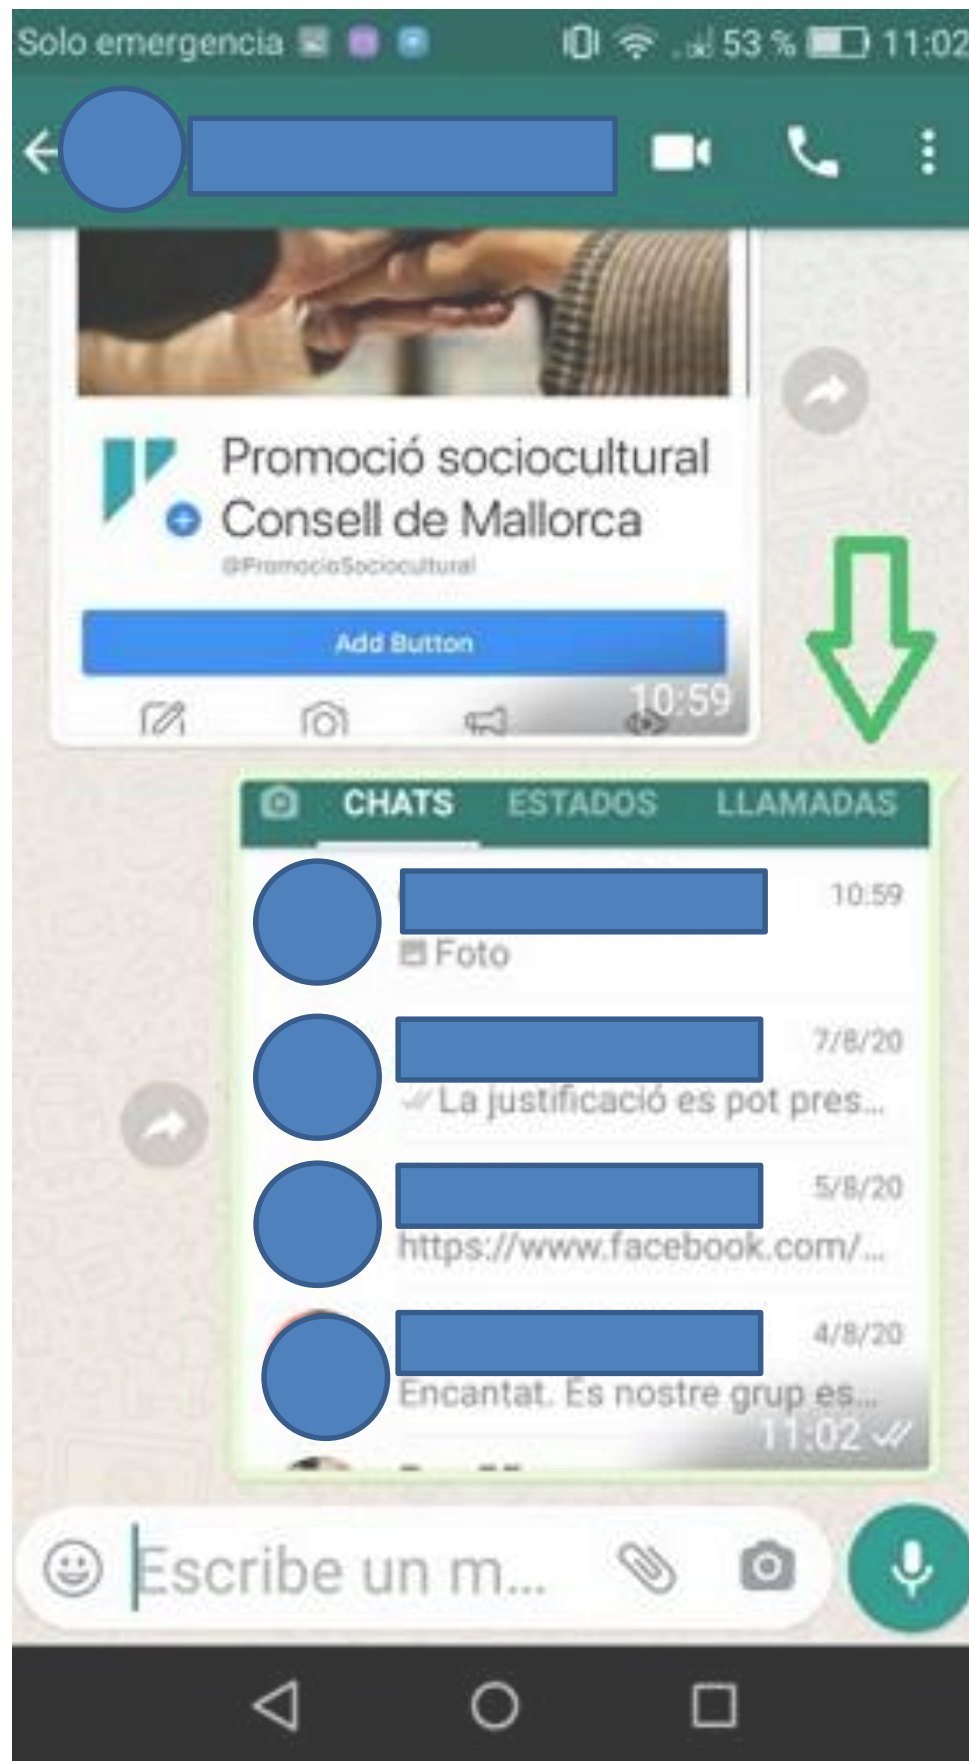 Solo emergencia 53 % 11:02
Promoció sociocultural
Consell de Mallorca
@PromocioSociocultural
Add Button
10:59
CHATS ESTADOS LLAMADAS
10:59
Foto
7/8/20
La justificació es pot pres...
5/8/20
https://www.facebook.com/...
4/8/20
Encantat. Es nostre grup es...
11:02
Escribe un m...